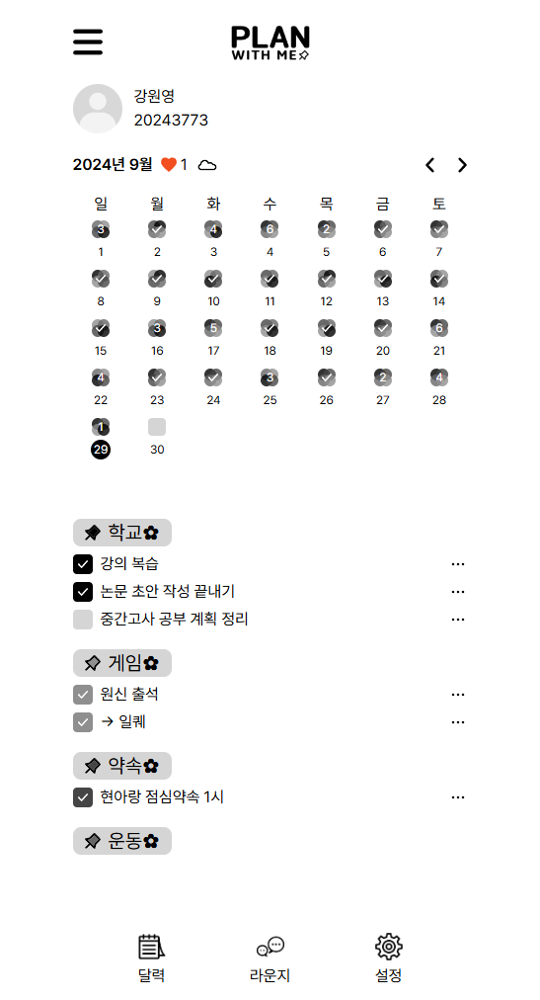 PLAN
WITH ME
강원영
20243773
2024년 9월 1
일 월 화 수 목 금 토
3 4 6 2
1 2 3 4 5 6 7
8 9 10 11 12 13 14
3 5 6
15 16 17 18 19 20 21
4 3 2 4
22 23 24 25 26 27 28
1
29 30
학교✿
강의 복습 ...
논문 초안 작성 끝내기 ...
중간고사 공부 계획 정리 ...
게임✿
원신 출석 ...
→ 일퀘 ...
약속✿
현아랑 점심약속 1시 ...
운동✿
달력 라운지 설정